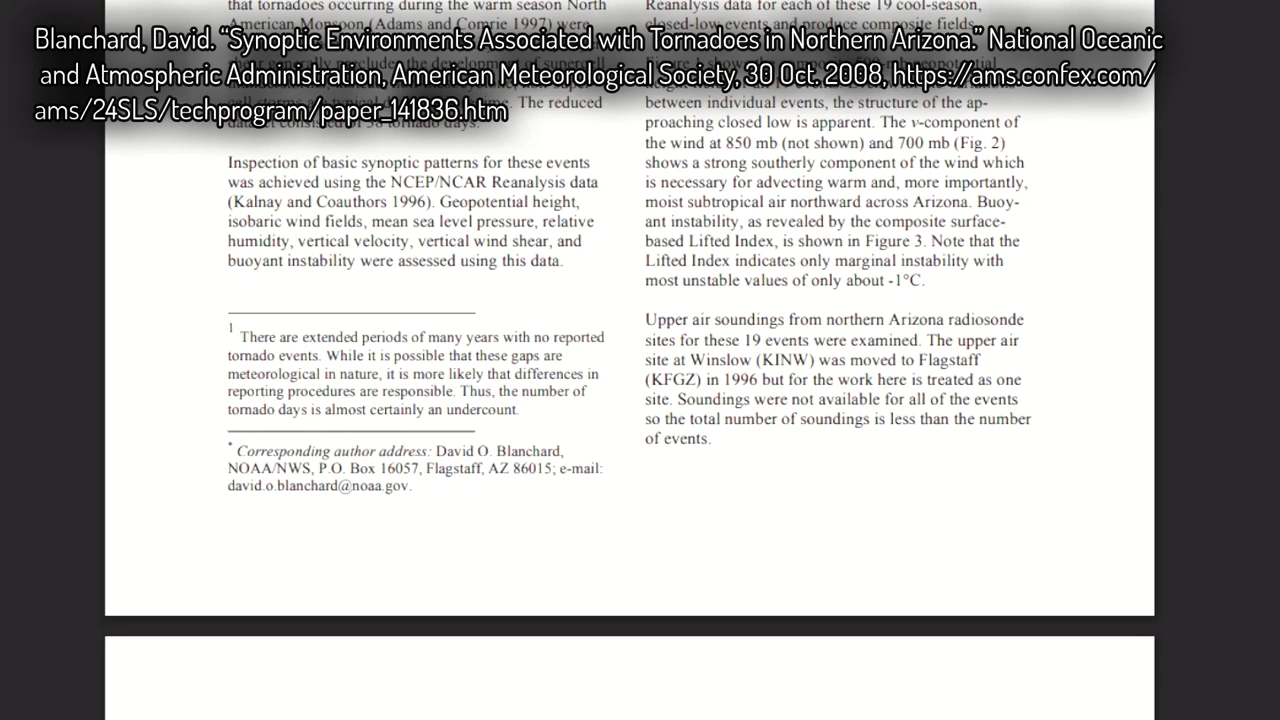 Blanchard, David. “Synoptic Environments Associated with Tornadoes in Northern Arizona.” National Oceanic
and Atmospheric Administration, American Meteorological Society, 30 Oct. 2008, https://ams.confex.com/
ams/24SLS/techprogram/paper_141836.htm
that tornadoes occurring during the warm season North
American Monsoon (Adams and Comrie 1997) were
The reduced
Inspection of basic synoptic patterns for these events
was achieved using the NCEP/NCAR Reanalysis data
(Kalnay and Coauthors 1996). Geopotential height,
isobaric wind fields, mean sea level pressure, relative
humidity, vertical velocity, vertical wind shear, and
buoyant instability were assessed using this data.
1 There are extended periods of many years with no reported
tornado events. While it is possible that these gaps are
meteorological in nature, it is more likely that differences in
reporting procedures are responsible. Thus, the number of
tornado days is almost certainly an undercount.
* Corresponding author address: David O. Blanchard,
NOAA/NWS, P.O. Box 16057, Flagstaff, AZ 86015; e-mail:
david.o.blanchard@noaa.gov.
Reanalysis data for each of these 19 cool-season,
closed-low events and produce composite fields.
between individual events, the structure of the ap-
proaching closed low is apparent. The v-component of
the wind at 850 mb (not shown) and 700 mb (Fig. 2)
shows a strong southerly component of the wind which
is necessary for advecting warm and, more importantly,
moist subtropical air northward across Arizona. Buoy-
ant instability, as revealed by the composite surface-
based Lifted Index, is shown in Figure 3. Note that the
Lifted Index indicates only marginal instability with
most unstable values of only about -1°C.
Upper air soundings from northern Arizona radiosonde
sites for these 19 events were examined. The upper air
site at Winslow (KINW) was moved to Flagstaff
(KFGZ) in 1996 but for the work here is treated as one
site. Soundings were not available for all of the events
so the total number of soundings is less than the number
of events.